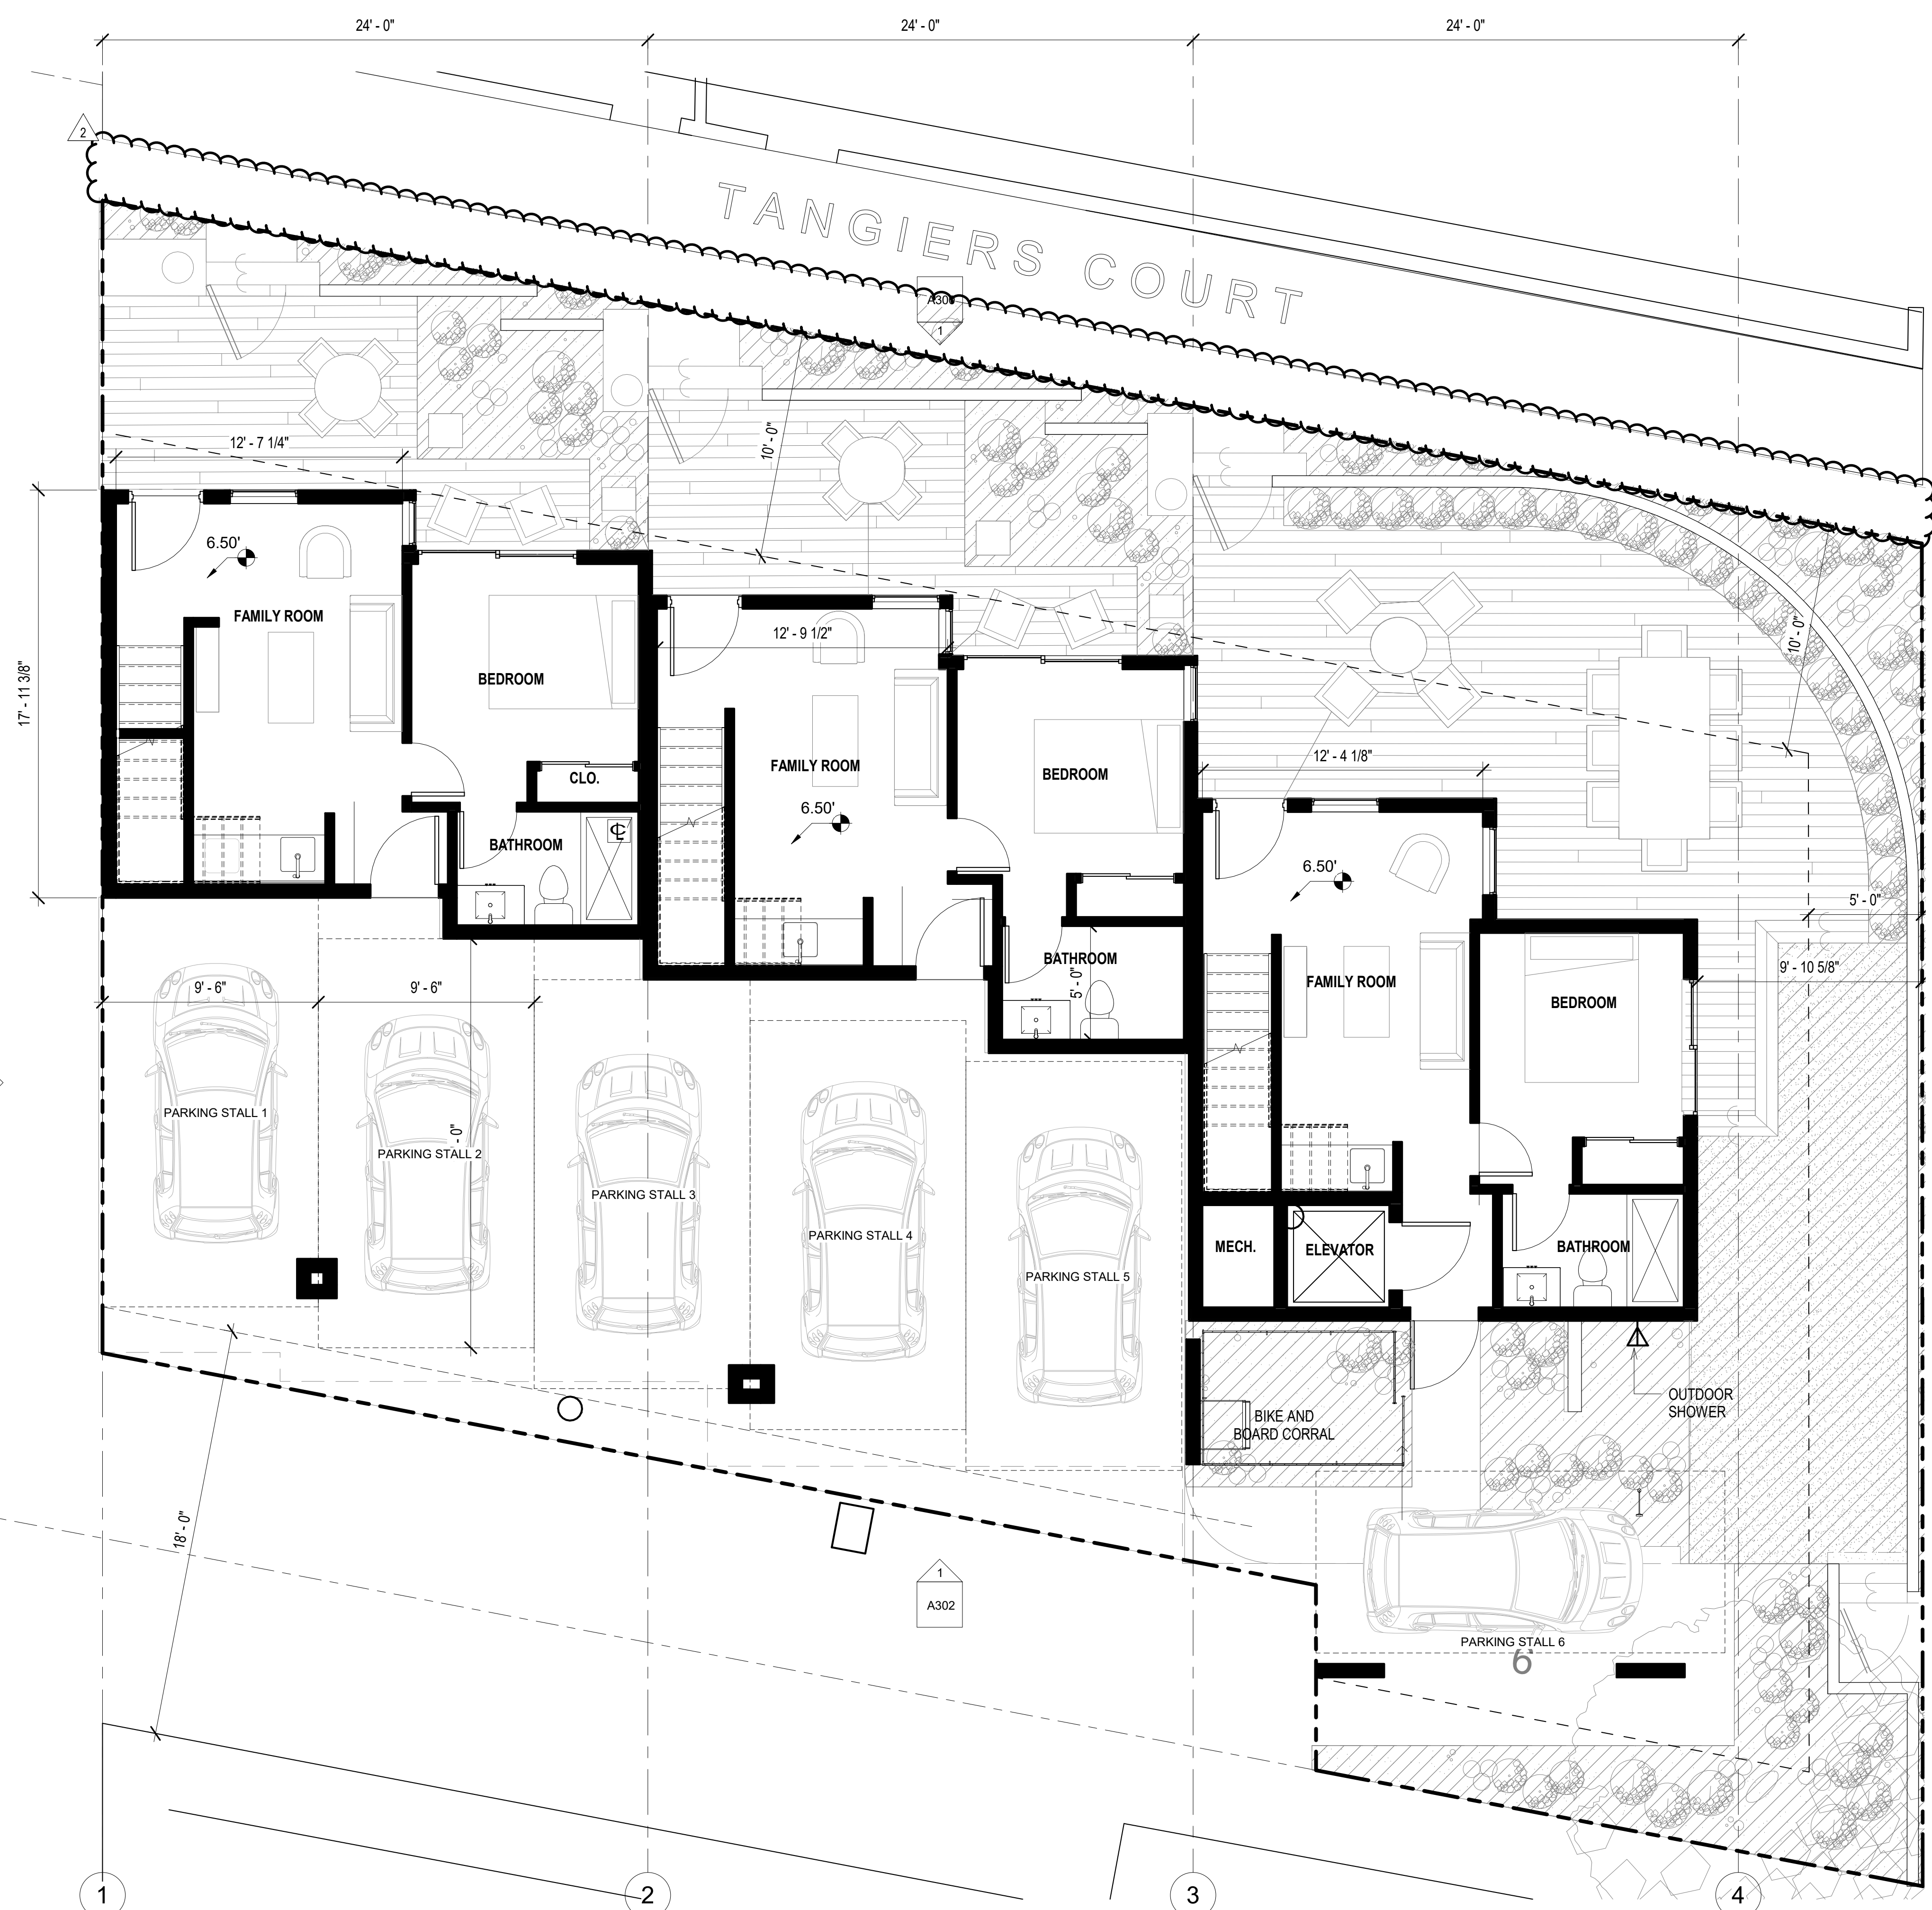 24' - 0"
24' - 0"
24' - 0"
2
TANGIERS COURT
1
12' - 7 1/4"
10' - 0"
6.50'
FAMILY ROOM
12' - 9 1/2"
10' - 0"
17' - 11 3/8"
BEDROOM
12' - 4 1/8"
FAMILY ROOM
BEDROOM
CLO.
6.50'
BATHROOM
6.50'
5' - 0"
BATHROOM
5' - 0"
9' - 10 5/8"
9' - 6"
9' - 6"
FAMILY ROOM
BEDROOM
PARKING STALL 1
PARKING STALL 2
- 0"
PARKING STALL 3
PARKING STALL 4
PARKING STALL 5
MECH.
ELEVATOR
BATHROOM
OUTDOOR
SHOWER
BIKE AND
BOARD CORRAL
18' - 0"
1
A302
PARKING STALL 6
6
1
2
3
4